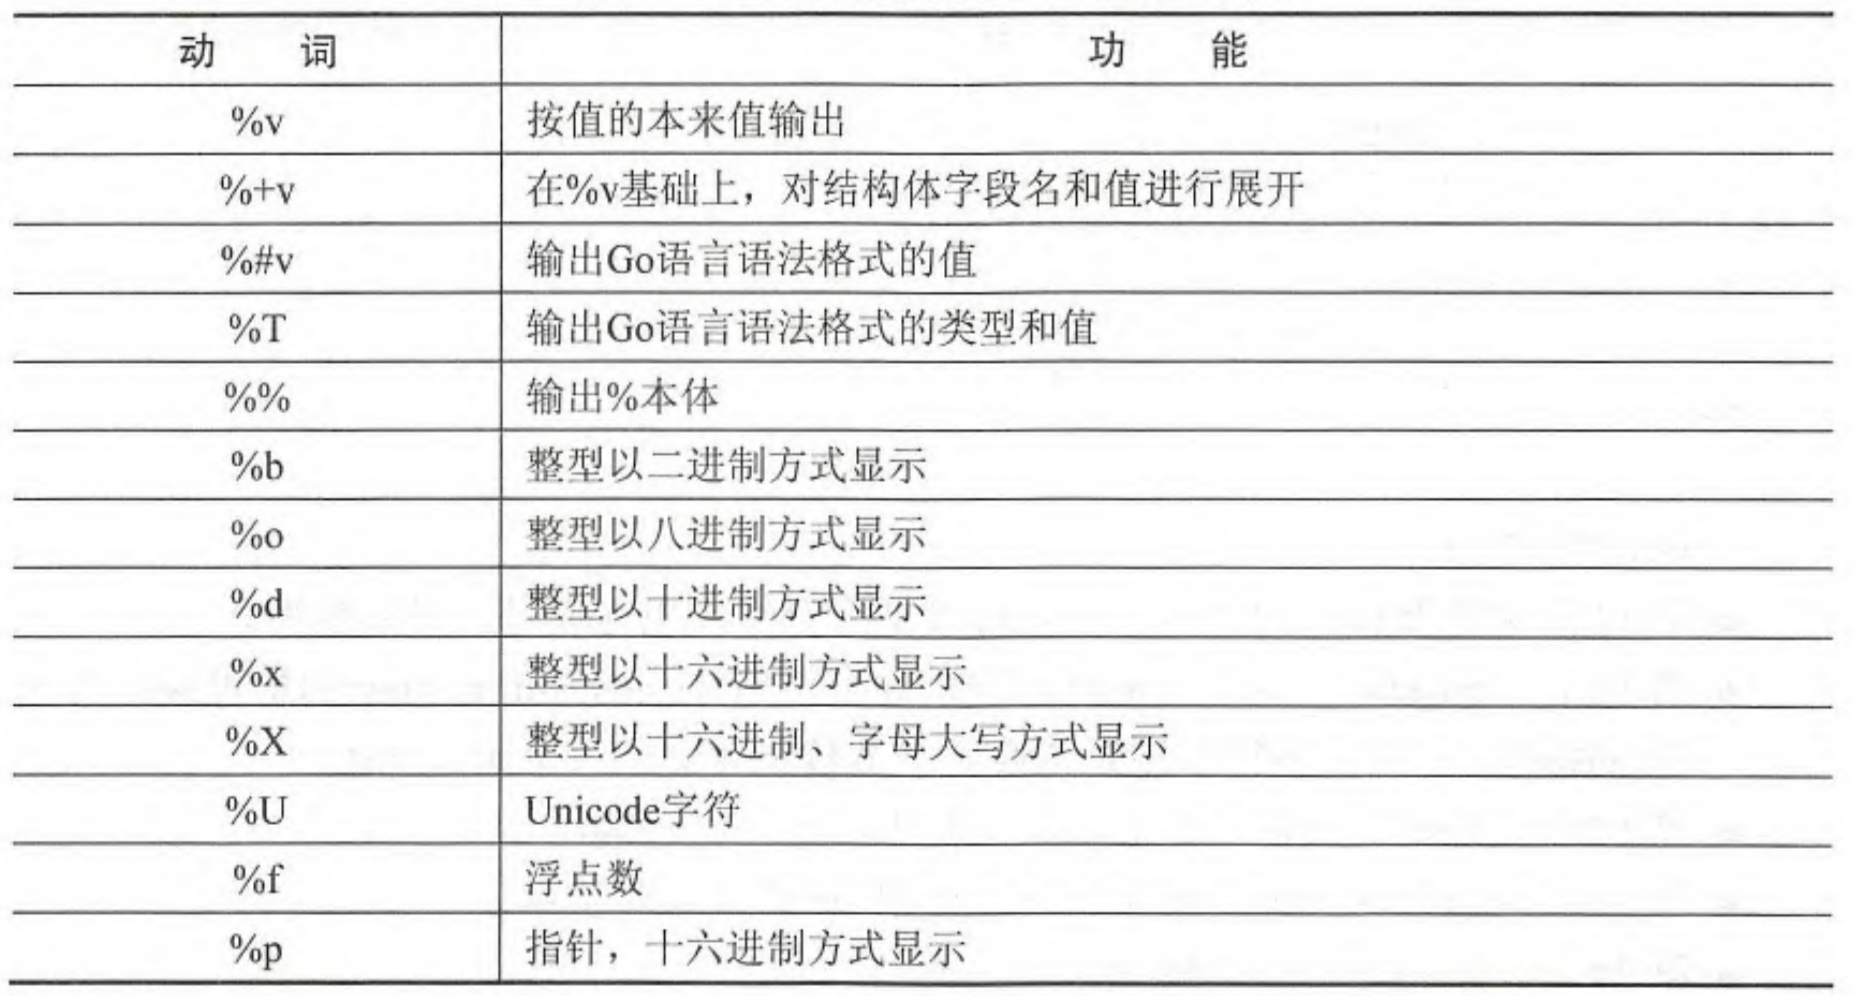 动 词 功 能
%v 按值的本来值输出
%+v 在%v基础上，对结构体字段名和值进行展开
%#v 输出Go语言语法格式的值
%T 输出Go语言语法格式的类型和值
%% 输出%本体
%b 整型以二进制方式显示
%o 整型以八进制方式显示
%d 整型以十进制方式显示
%x 整型以十六进制方式显示
%X 整型以十六进制、字母大写方式显示
%U Unicode字符
%f 浮点数
%p 指针，十六进制方式显示